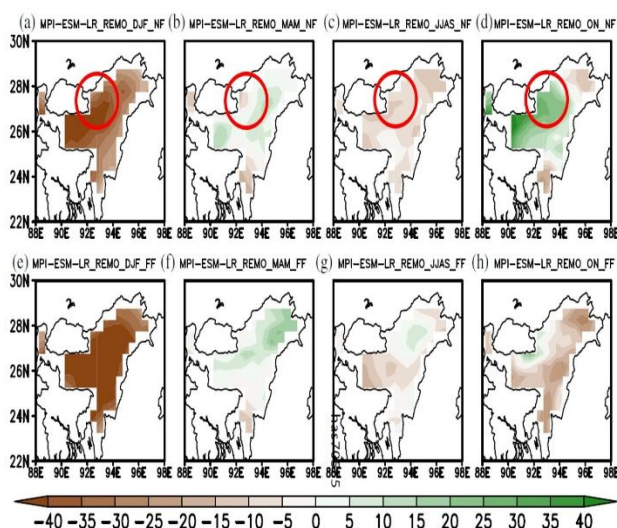 (a) MPI-ESM-LR_REMO_DJF_NF (b) MPI-ESM-LR_REMO_MAM_NF (c) MPI-ESM-LR_REMO_JJAS_NF (d) MPI-ESM-LR_REMO_ON_NF
30N
28N
26N
24N
22N
88E 90E 92E 94E 96E 98E 88E 90E 92E 94E 96E 98E 88E 90E 92E 94E 96E 98E 88E 90E 92E 94E 96E 98E
(e) MPI-ESM-LR_REMO_DJF_FF (f) MPI-ESM-LR_REMO_MAM_FF (g) MPI-ESM-LR_REMO_JJAS_FF (h) MPI-ESM-LR_REMO_ON_FF
30N
28N
26N
24N
22N
88E 90E 92E 94E 96E 98E 88E 90E 92E 94E 96E 98E 88E 90E 92E 94E 96E 98E 88E 90E 92E 94E 96E 98E
−40 −35 −30 −25 −20 −15 −10 −5 0 5 10 15 20 25 30 35 40